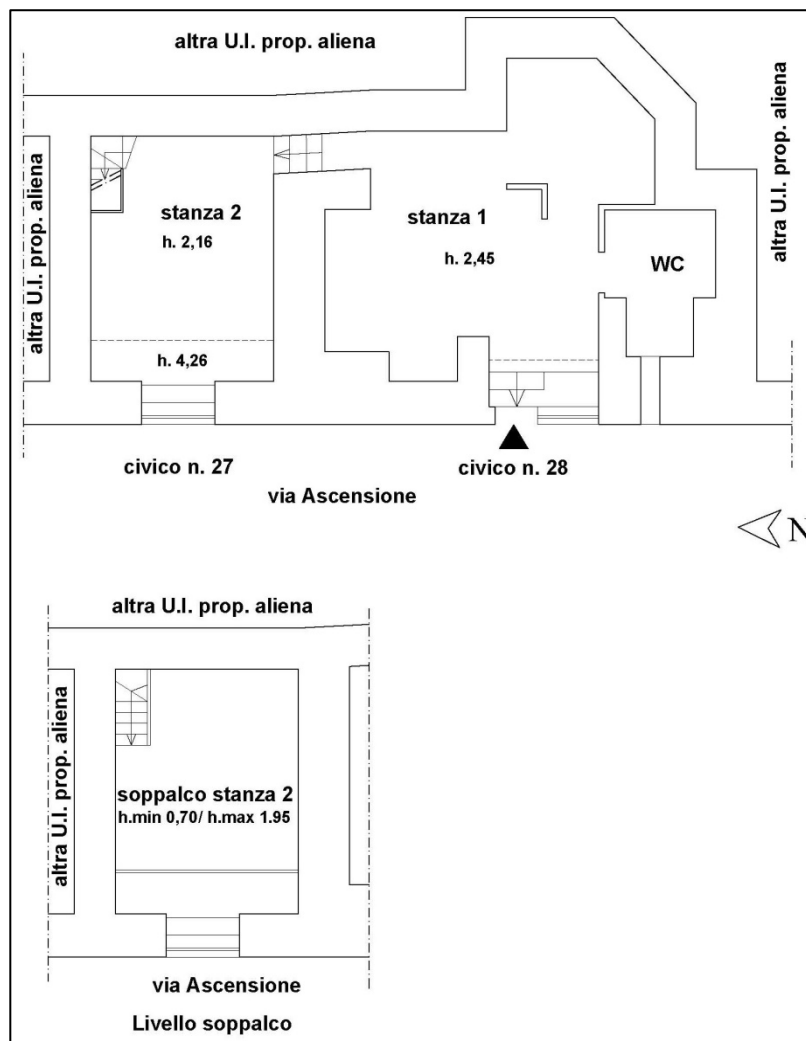 altra U.I. prop. aliena
altra U.I. prop. aliena
altra U.I. prop. aliena
stanza 2
h. 2,16
stanza 1
h. 2,45
WC
h. 4,26
civico n. 27
civico n. 28
via Ascensione
N
altra U.I. prop. aliena
altra U.I. prop. aliena
soppalco stanza 2
h.min 0,70/ h.max 1.95
via Ascensione
Livello soppalco